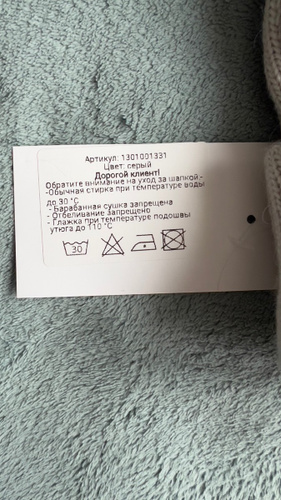 Артикул: 1301001331
Цвет: серый
Дорогой клиент!
Обратите внимание на уход за шапкой:-
-Обычная стирка при температуре воды
до 30 °C
- Барабанная сушка запрещена
- Отбеливание запрещено
- Глажка при температуре подошвы
утюга до 110 °C
30